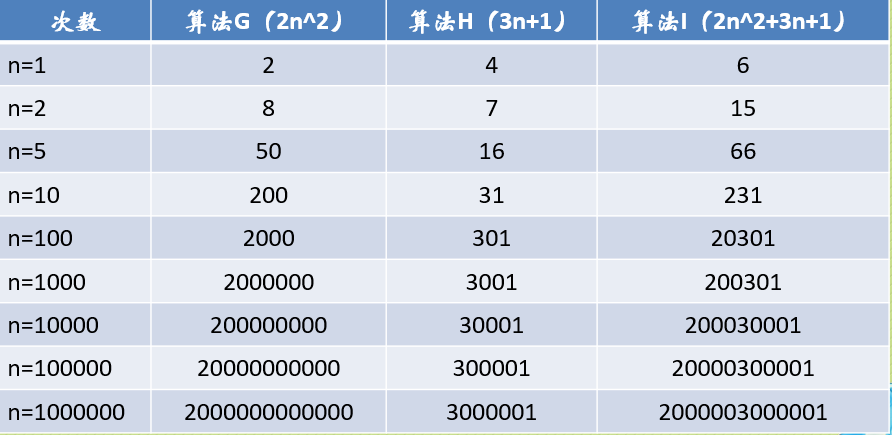 次数 算法G（2n^2） 算法H（3n+1） 算法I（2n^2+3n+1）
n=1 2 4 6
n=2 8 7 15
n=5 50 16 66
n=10 200 31 231
n=100 2000 301 20301
n=1000 2000000 3001 200301
n=10000 200000000 30001 200030001
n=100000 20000000000 300001 20000300001
n=1000000 2000000000000 3000001 2000003000001